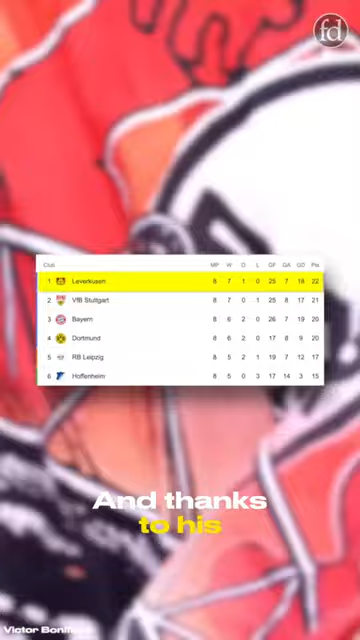 fd
Club MP W D L GF GA GD Pts
1 Leverkusen 8 7 1 0 25 7 18 22
2 VfB Stuttgart 8 7 0 1 25 8 17 21
3 Bayern 8 6 2 0 26 7 19 20
4 Dortmund 8 6 2 0 17 8 9 20
5 RB Leipzig 8 5 2 1 19 7 12 17
6 Hoffenheim 8 5 0 3 17 14 3 15
And thanks
to his
Victor